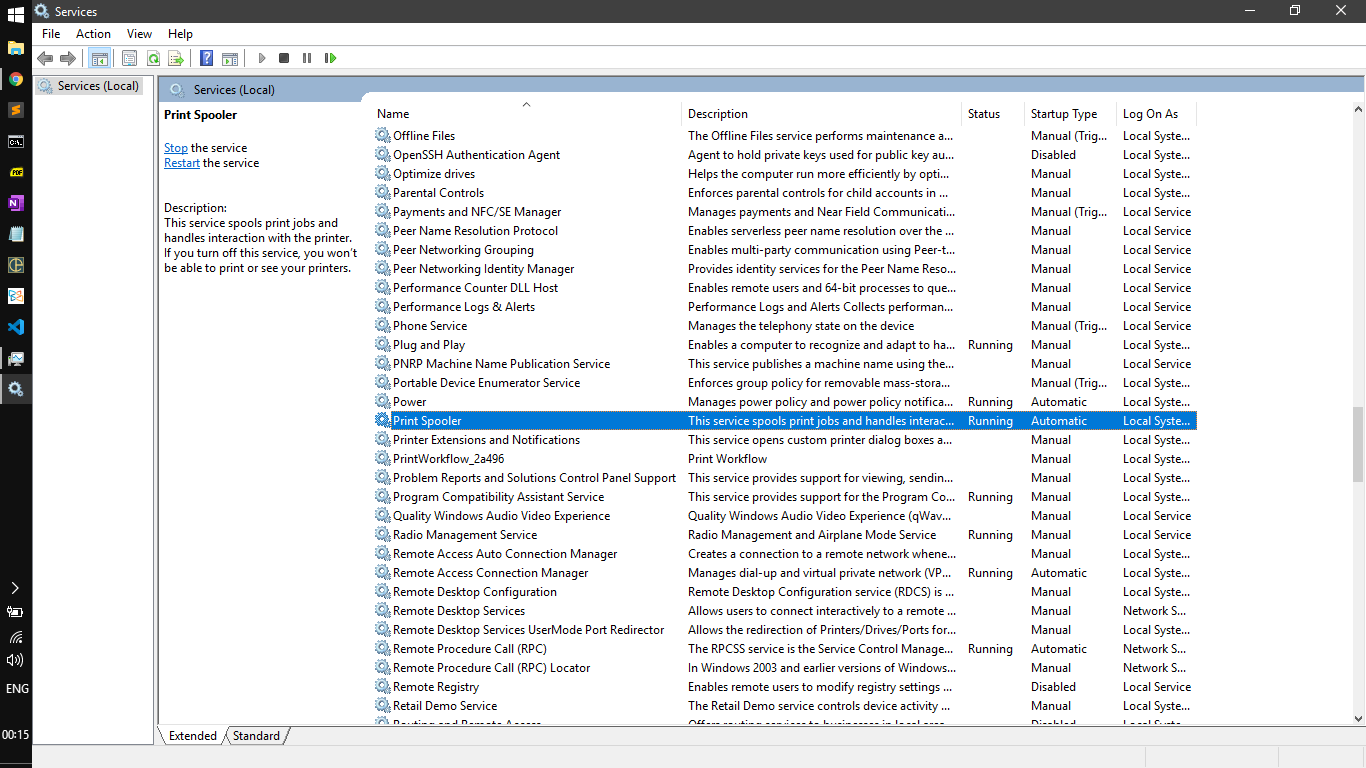 Services
File Action View Help
Services (Local)
Services (Local)
Print Spooler
Stop the service
Restart the service
Description:
This service spools print jobs and
handles interaction with the printer.
If you turn off this service, you won't
be able to print or see your printers.
Name Description Status Startup Type Log On As
Offline Files The Offline Files service performs maintenance a... Manual (Trig... Local Syste...
OpenSSH Authentication Agent Agent to hold private keys used for public key au... Disabled Local Syste...
Optimize drives Helps the computer run more efficiently by opti... Manual Local Syste...
Parental Controls Enforces parental controls for child accounts in ... Manual Local Syste...
Payments and NFC/SE Manager Manages payments and Near Field Communicati... Manual (Trig... Local Service
Peer Name Resolution Protocol Enables serverless peer name resolution over the ... Manual Local Service
Peer Networking Grouping Enables multi-party communication using Peer-t... Manual Local Service
Peer Networking Identity Manager Provides identity services for the Peer Name Reso... Manual Local Service
Performance Counter DLL Host Enables remote users and 64-bit processes to que... Manual Local Service
Performance Logs & Alerts Performance Logs and Alerts Collects performan... Manual Local Service
Phone Service Manages the telephony state on the device Manual (Trig... Local Service
Plug and Play Enables a computer to recognize and adapt to ha... Running Manual Local Syste...
PNRP Machine Name Publication Service This service publishes a machine name using the... Manual Local Service
Portable Device Enumerator Service Enforces group policy for removable mass-stora... Manual (Trig... Local Syste...
Power Manages power policy and power policy notifica... Running Automatic Local Syste...
Print Spooler This service spools print jobs and handles interac... Running Automatic Local Syste...
Printer Extensions and Notifications This service opens custom printer dialog boxes a... Manual Local Syste...
PrintWorkflow_2a496 Print Workflow Manual Local Syste...
Problem Reports and Solutions Control Panel Support This service provides support for viewing, sendin... Manual Local Syste...
Program Compatibility Assistant Service This service provides support for the Program Co... Running Manual Local Syste...
Quality Windows Audio Video Experience Quality Windows Audio Video Experience (qWav... Manual Local Service
Radio Management Service Radio Management and Airplane Mode Service Running Manual Local Service
Remote Access Auto Connection Manager Creates a connection to a remote network whene... Manual Local Syste...
Remote Access Connection Manager Manages dial-up and virtual private network (VP... Running Automatic Local Syste...
Remote Desktop Configuration Remote Desktop Configuration service (RDCS) is ... Manual Local Syste...
Remote Desktop Services Allows users to connect interactively to a remote ... Manual Network S...
Remote Desktop Services UserMode Port Redirector Allows the redirection of Printers/Drives/Ports for... Manual Local Syste...
Remote Procedure Call (RPC) The RPCSS service is the Service Control Manage... Running Automatic Network S...
Remote Procedure Call (RPC) Locator In Windows 2003 and earlier versions of Windows... Manual Network S...
Remote Registry Enables remote users to modify registry settings ... Disabled Local Service
Retail Demo Service The Retail Demo service controls device activity ... Manual Local Syste...
Extended Standard
ENG
00:15